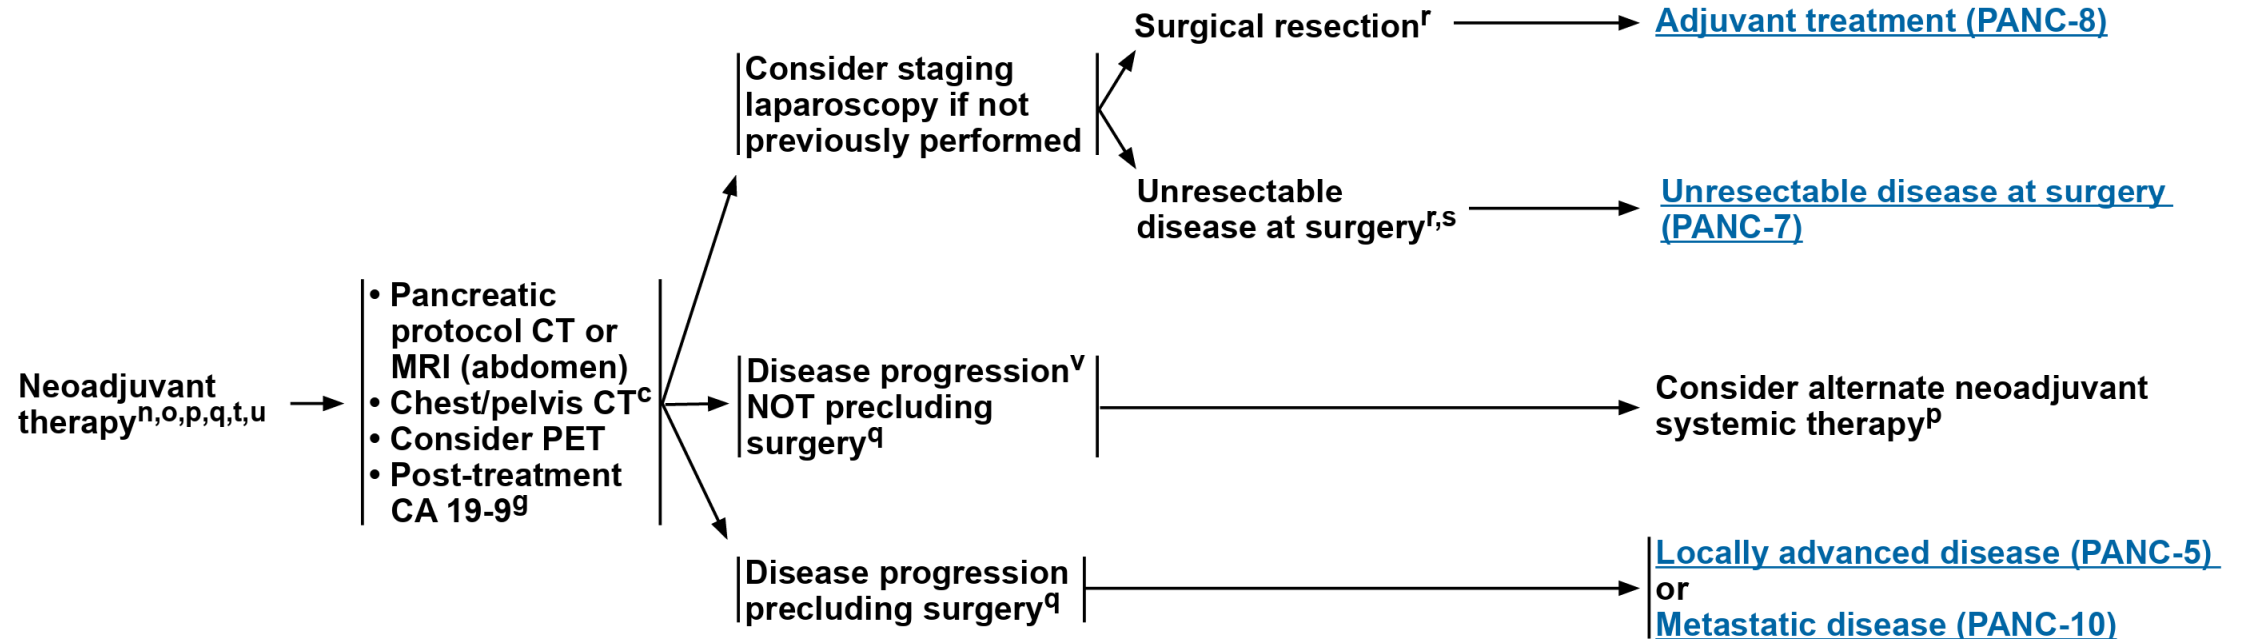 Neoadjuvant
therapyn,o,p,q,t,u
• Pancreatic
protocol CT or
MRI (abdomen)
• Chest/pelvis CTc
• Consider PET
• Post-treatment
CA 19-9g
Consider staging
laparoscopy if not
previously performed
Surgical resectionr
Adjuvant treatment (PANC-8)
Unresectable
disease at surgeryr,s
Unresectable disease at surgery
(PANC-7)
Disease progressionv
NOT precluding
surgeryq
Consider alternate neoadjuvant
systemic therapyp
Disease progression
precluding surgeryq
Locally advanced disease (PANC-5)
or
Metastatic disease (PANC-10)